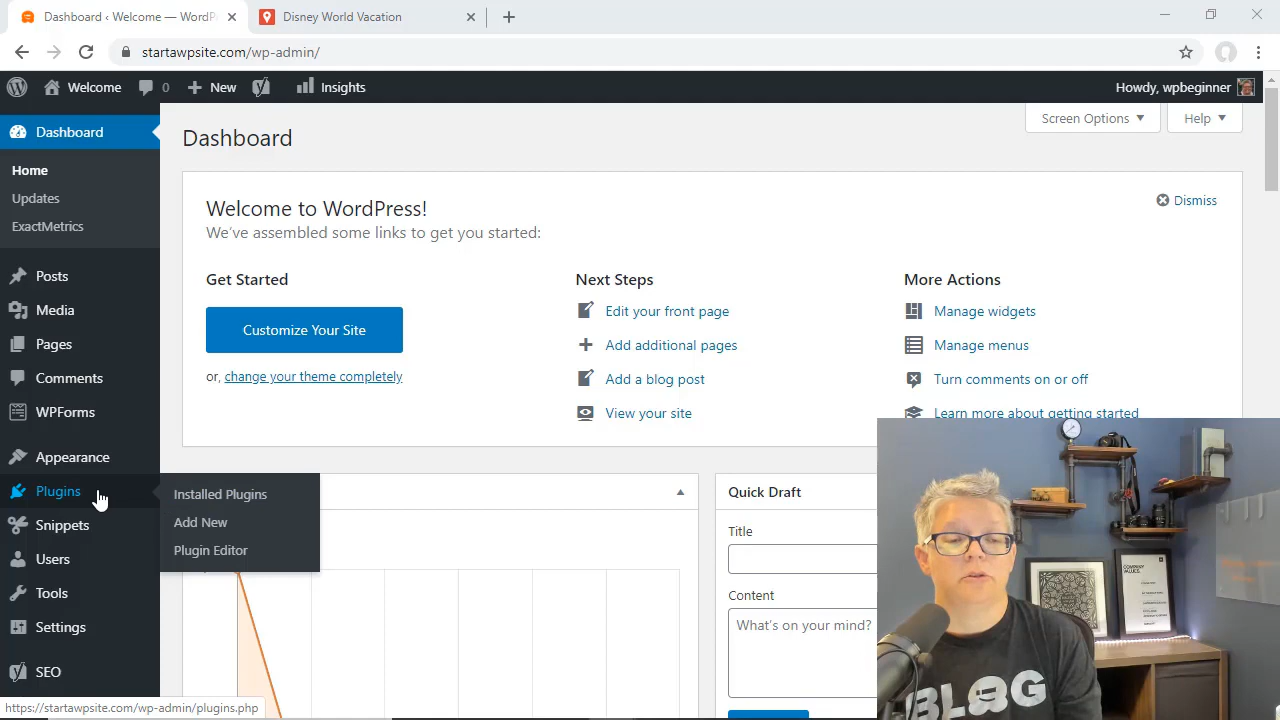 Dashboard ‹ Welcome — WordP
Disney World Vacation
startawpsite.com/wp-admin/
Welcome
0
New
Insights
Howdy, wpbeginner
Dashboard
Home
Updates
ExactMetrics
Posts
Media
Pages
Comments
WPForms
Appearance
Plugins
Snippets
Users
Tools
Settings
SEO
Installed Plugins
Add New
Plugin Editor
Dashboard
Screen Options
Help
Welcome to WordPress!
We've assembled some links to get you started:
Dismiss
Get Started
Customize Your Site
or, change your theme completely
Next Steps
Edit your front page
Add additional pages
Add a blog post
View your site
More Actions
Manage widgets
Manage menus
Turn comments on or off
Learn more about getting started
Quick Draft
Title
Content
What's on your mind?
COMPANY
VALUES
BLOG
https://startawpsite.com/wp-admin/plugins.php